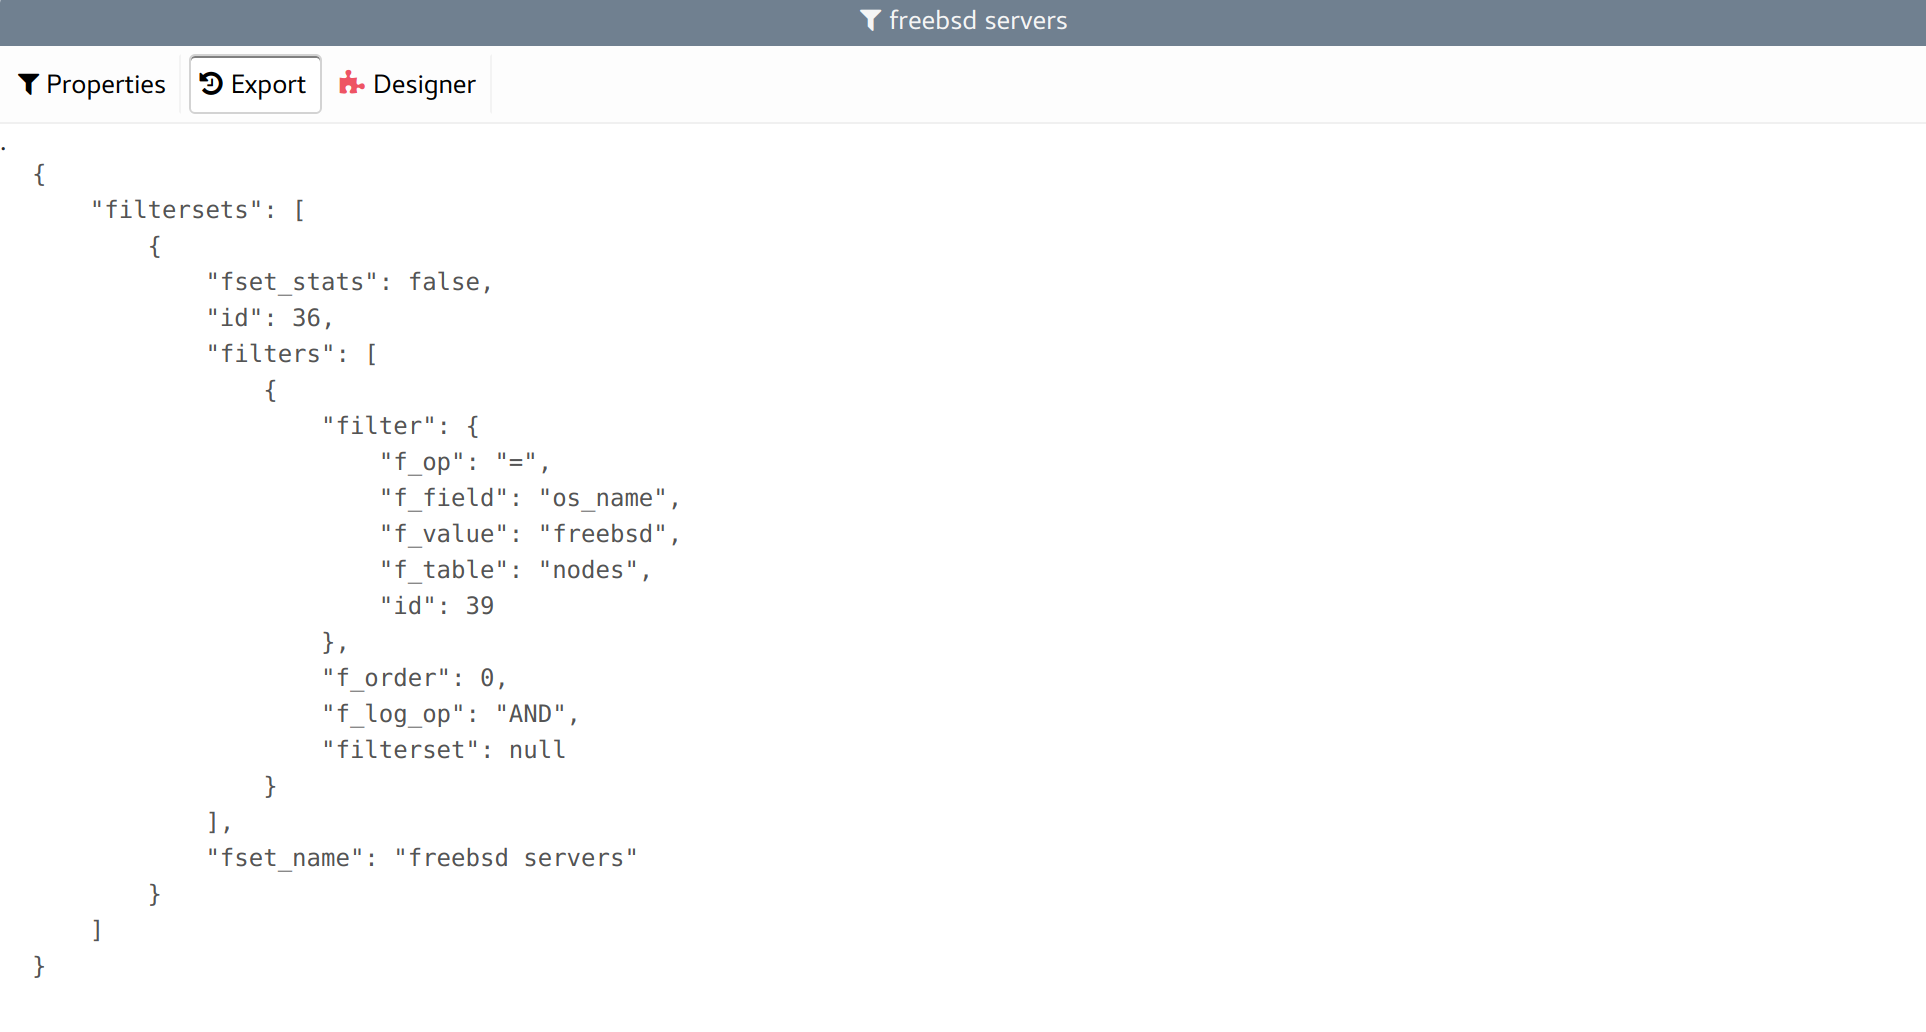 freebsd servers
Properties Export Designer
.
{
    "filtersets": [
        {
            "fset_stats": false,
            "id": 36,
            "filters": [
                {
                    "filter": {
                        "f_op": "=",
                        "f_field": "os_name",
                        "f_value": "freebsd",
                        "f_table": "nodes",
                        "id": 39
                    },
                    "f_order": 0,
                    "f_log_op": "AND",
                    "filterset": null
                }
            ],
            "fset_name": "freebsd servers"
        }
    ]
}